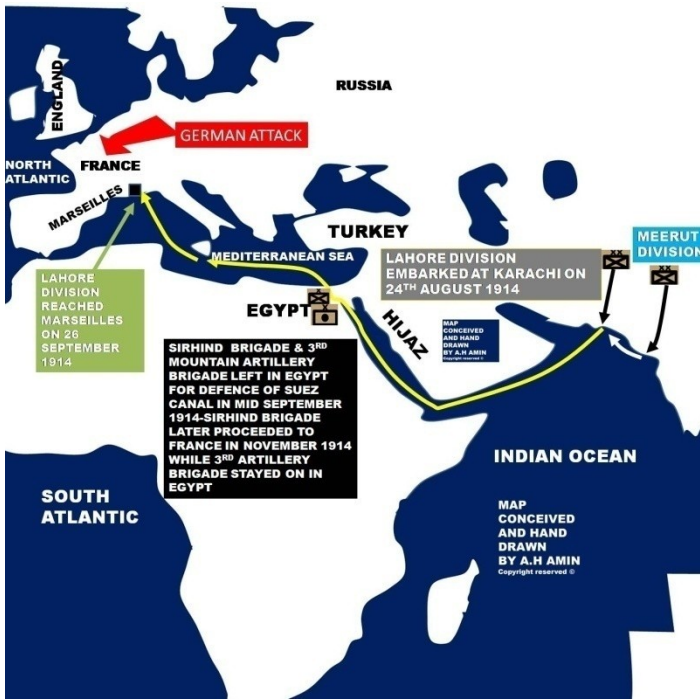 RUSSIA
ENGLAND
GERMAN ATTACK
NORTH
ATLANTIC
FRANCE
MARSEILLES
TURKEY
MEERUT
DIVISION
MEDITERRANEAN SEA
LAHORE DIVISION
EMBARKED AT KARACHI ON
24TH AUGUST 1914
LAHORE
DIVISION
REACHED
MARSEILLES
ON 26
SEPTEMBER
1914
EGYPT
HIJAZ
MAP
CONCEIVED
AND HAND
DRAWN
BY A.H AMIN
Copyright reserved ©
SIRHIND BRIGADE & 3RD
MOUNTAIN ARTILLERY
BRIGADE LEFT IN EGYPT
FOR DEFENCE OF SUEZ
CANAL IN MID SEPTEMBER
1914-SIRHIND BRIGADE
LATER PROCEEDED TO
FRANCE IN NOVEMBER 1914
WHILE 3RD ARTILLERY
BRIGADE STAYED ON IN
EGYPT
INDIAN OCEAN
SOUTH
ATLANTIC
MAP
CONCEIVED
AND HAND
DRAWN
BY A.H AMIN
Copyright reserved ©